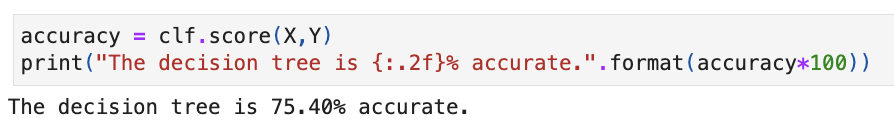 accuracy = clf.score(X,Y)
print("The decision tree is {:.2f}% accurate.".format(accuracy*100))
The decision tree is 75.40% accurate.